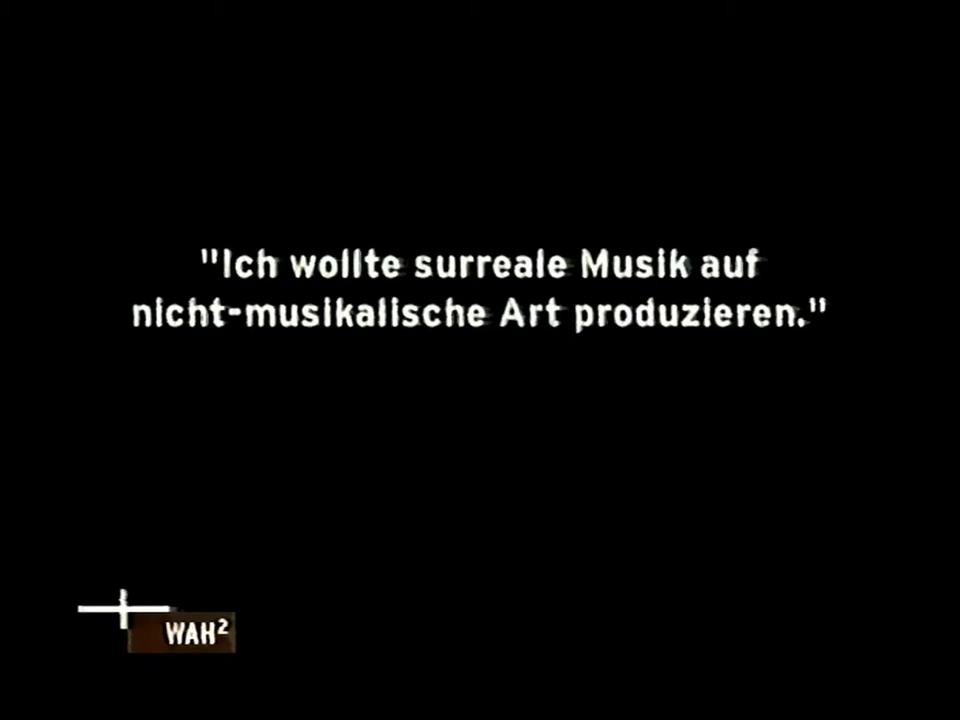 "Ich wollte surreale Musik auf
nicht-musikalische Art produzieren."
WAH²